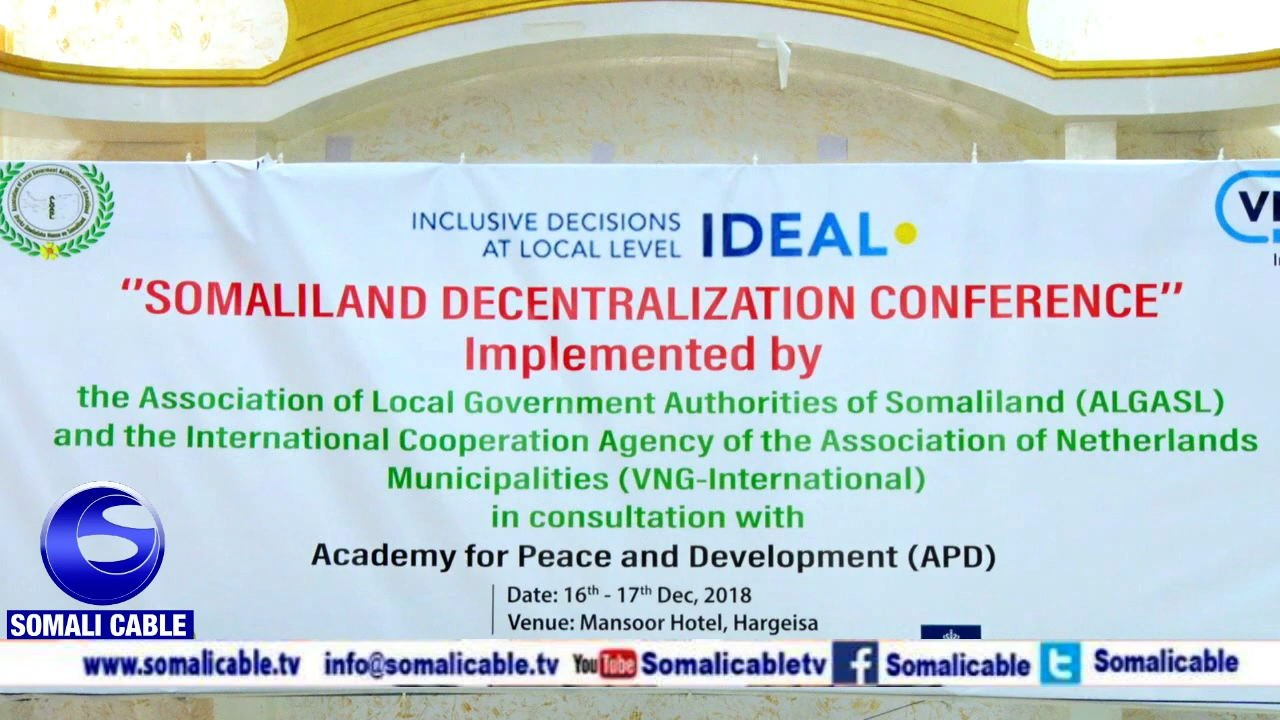 INCLUSIVE DECISIONS
AT LOCAL LEVEL
IDEAL
"SOMALILAND DECENTRALIZATION CONFERENCE"
Implemented by
the Association of Local Government Authorities of Somaliland (ALGASL)
and the International Cooperation Agency of the Association of Netherlands
Municipalities (VNG-International)
in consultation with
Academy for Peace and Development (APD)
Date: 16th - 17th Dec, 2018
Venue: Mansoor Hotel, Hargeisa
SOMALI CABLE
www.somalicable.tv info@somalicable.tv YouTube Somalicabletv f Somalicable t Somalicable